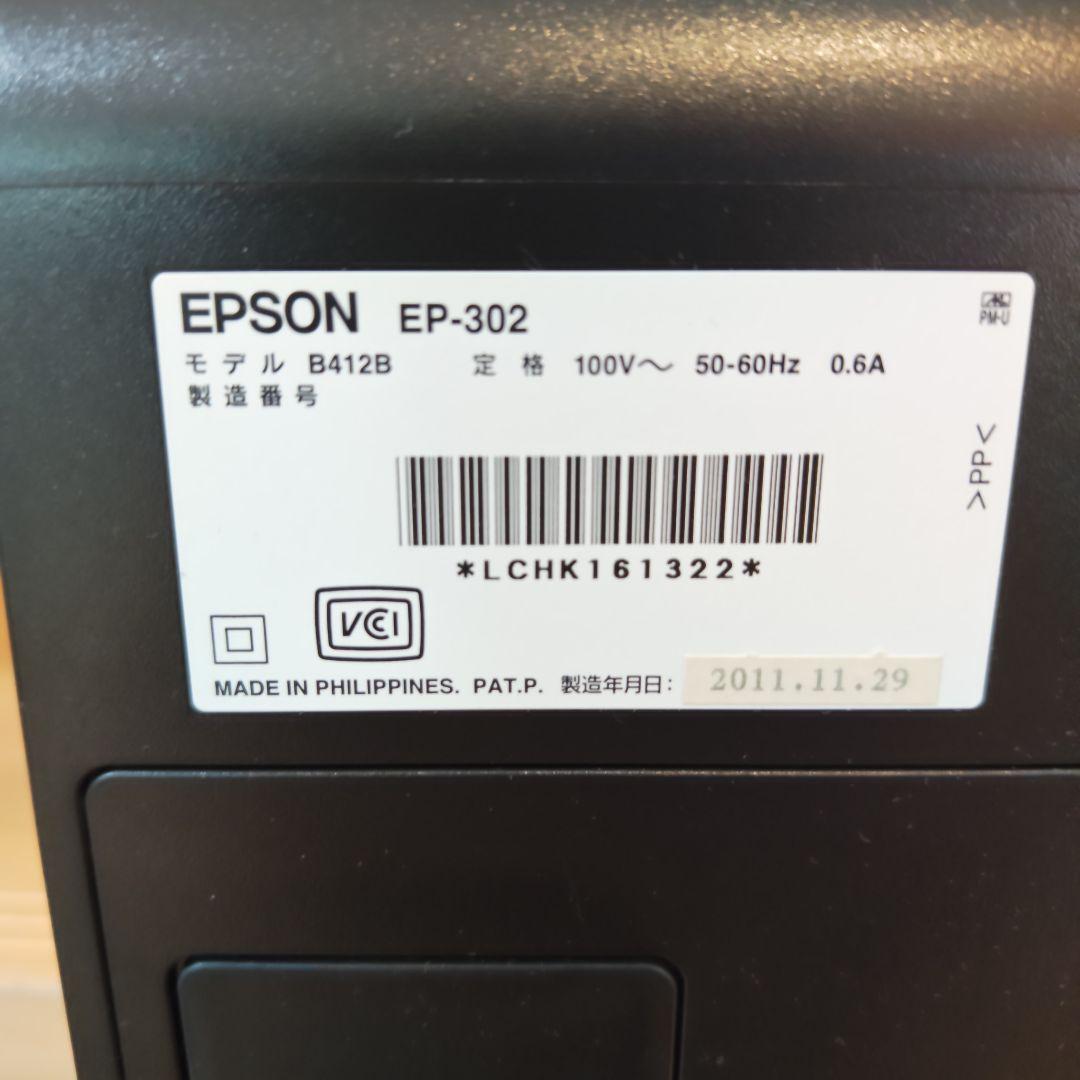 EPSON EP-302
モデル B412B 定格 100V～ 50-60Hz 0.6A
製造番号
*LCHK161322*
VCCI
MADE IN PHILIPPINES. PAT.P. 製造年月日: 2011.11.29
PM-U
>PP<